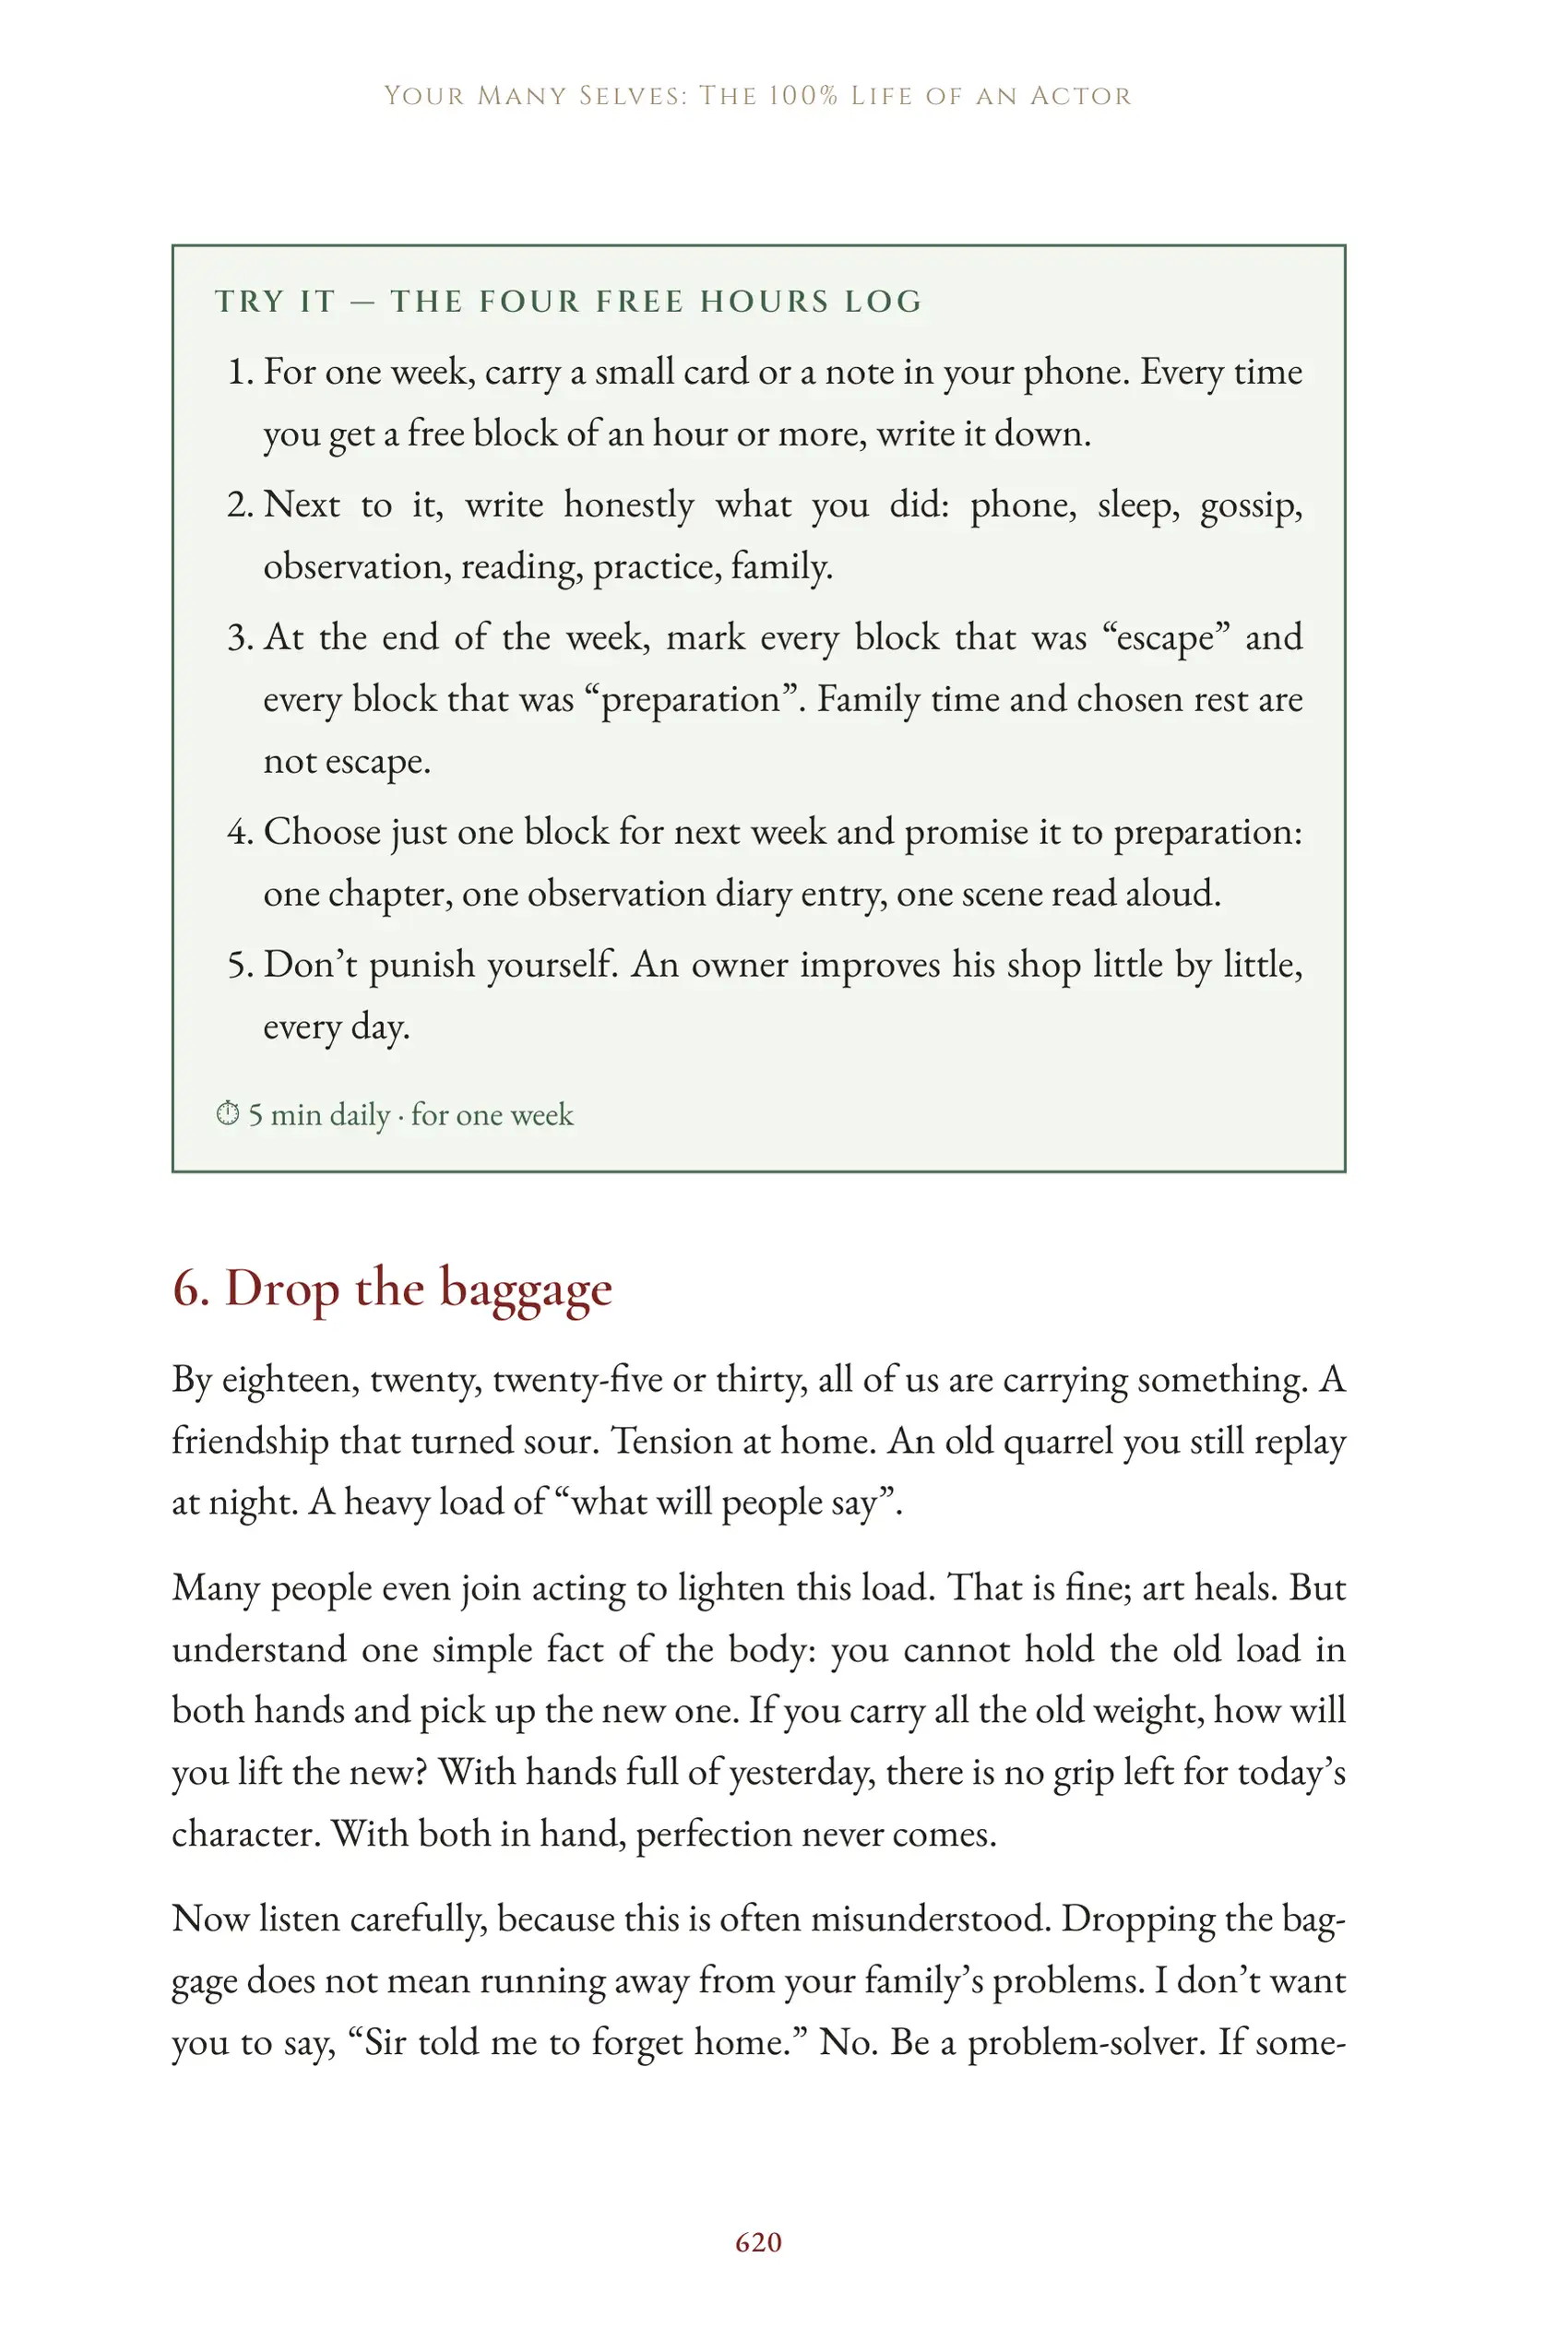 Your Many Selves: The 100% Life of an Actor
TRY IT — THE FOUR FREE HOURS LOG
1. For one week, carry a small card or a note in your phone. Every time
you get a free block of an hour or more, write it down.
2. Next to it, write honestly what you did: phone, sleep, gossip,
observation, reading, practice, family.
3. At the end of the week, mark every block that was “escape” and
every block that was “preparation”. Family time and chosen rest are
not escape.
4. Choose just one block for next week and promise it to preparation:
one chapter, one observation diary entry, one scene read aloud.
5. Don’t punish yourself. An owner improves his shop little by little,
every day.
⏱ 5 min daily · for one week
6. Drop the baggage
By eighteen, twenty, twenty-five or thirty, all of us are carrying something. A
friendship that turned sour. Tension at home. An old quarrel you still replay
at night. A heavy load of “what will people say”.
Many people even join acting to lighten this load. That is fine; art heals. But
understand one simple fact of the body: you cannot hold the old load in
both hands and pick up the new one. If you carry all the old weight, how will
you lift the new? With hands full of yesterday, there is no grip left for today’s
character. With both in hand, perfection never comes.
Now listen carefully, because this is often misunderstood. Dropping the bag-
gage does not mean running away from your family’s problems. I don’t want
you to say, “Sir told me to forget home.” No. Be a problem-solver. If some-
620